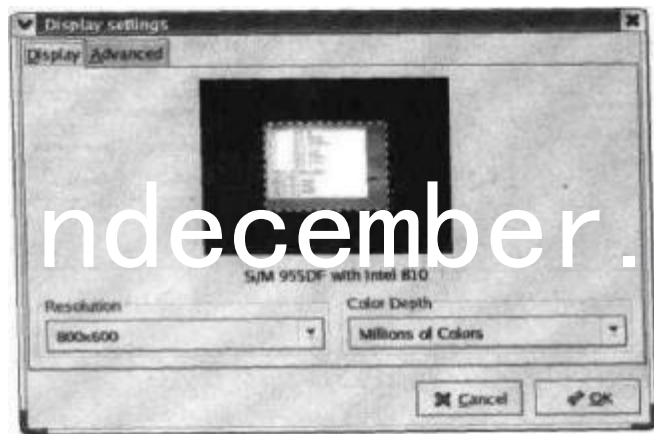 Display settings
Display Advanced
ndecember.
S/M 955DF with Intel 810
Resolution
Color Depth
800x600
Millions of Colors
Cancel
OK